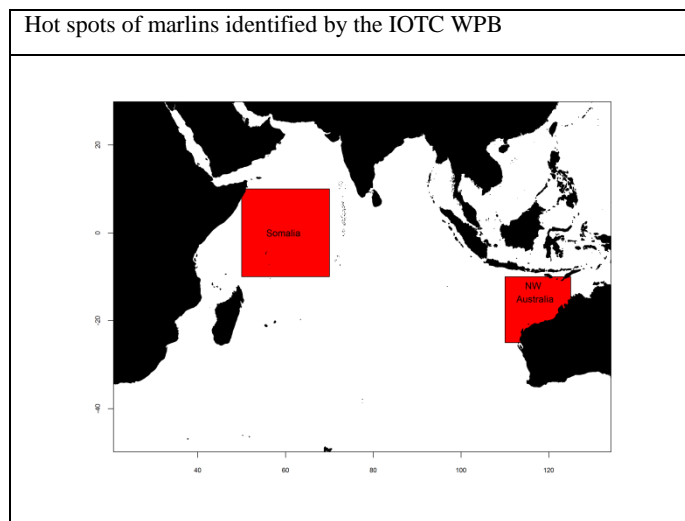 Hot spots of marlins identified by the IOTC WPB
20
0
-20
-40
Somalia
NW
Australia
40
60
80
100
120